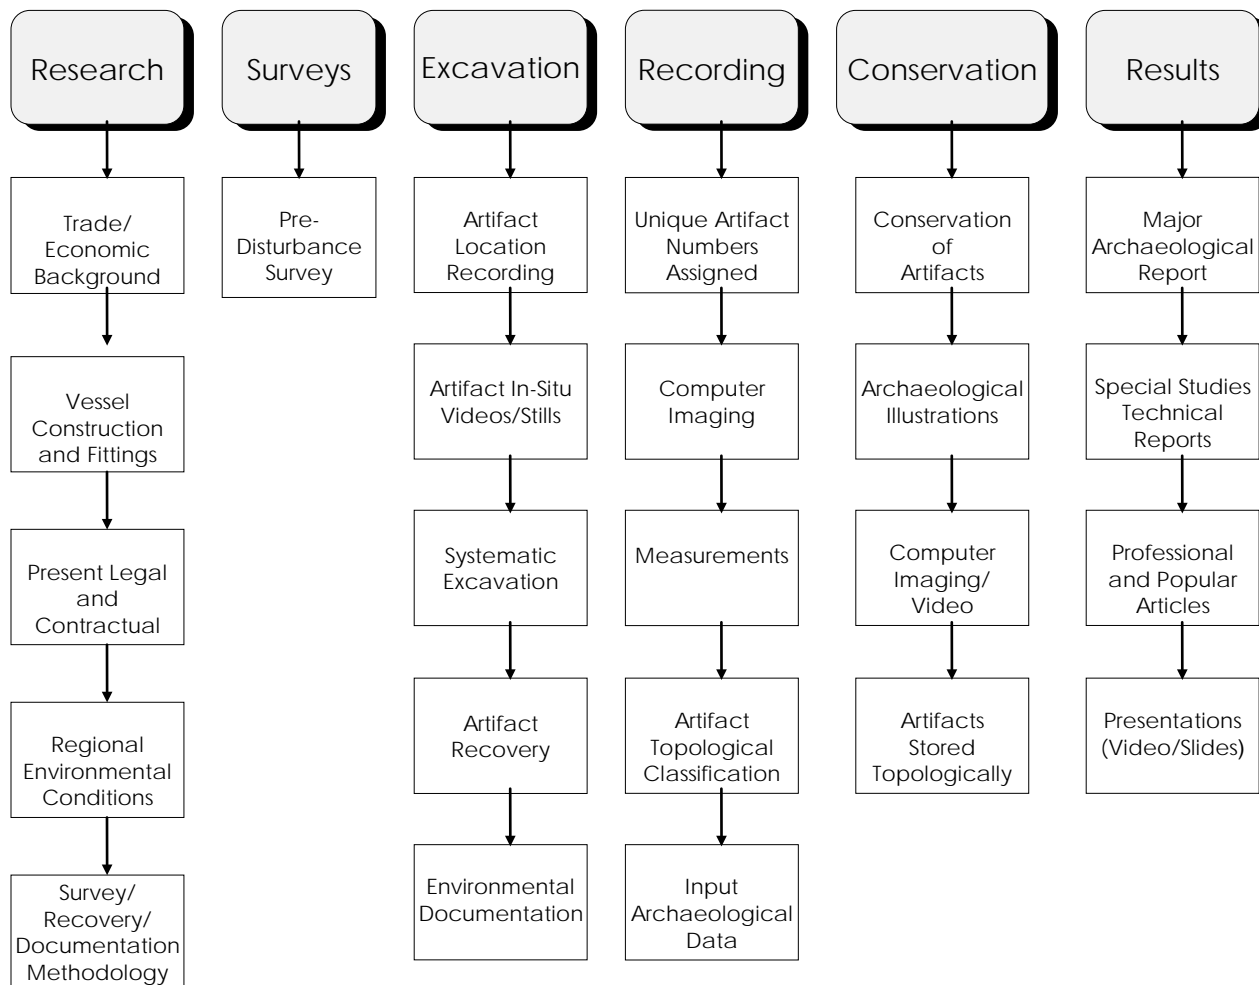 Research
Trade/
Economic
Background
Vessel
Construction
and Fittings
Present Legal
and
Contractual
Regional
Environmental
Conditions
Survey/
Recovery/
Documentation
Methodology
Surveys
Pre-
Disturbance
Survey
Excavation
Artifact
Location
Recording
Artifact In-Situ
Videos/Stills
Systematic
Excavation
Artifact
Recovery
Environmental
Documentation
Recording
Unique Artifact
Numbers
Assigned
Computer
Imaging
Measurements
Artifact
Topological
Classification
Input
Archaeological
Data
Conservation
Conservation
of
Artifacts
Archaeological
Illustrations
Computer
Imaging/
Video
Artifacts
Stored
Topologically
Results
Major
Archaeological
Report
Special Studies
Technical
Reports
Professional
and Popular
Articles
Presentations
(Video/Slides)